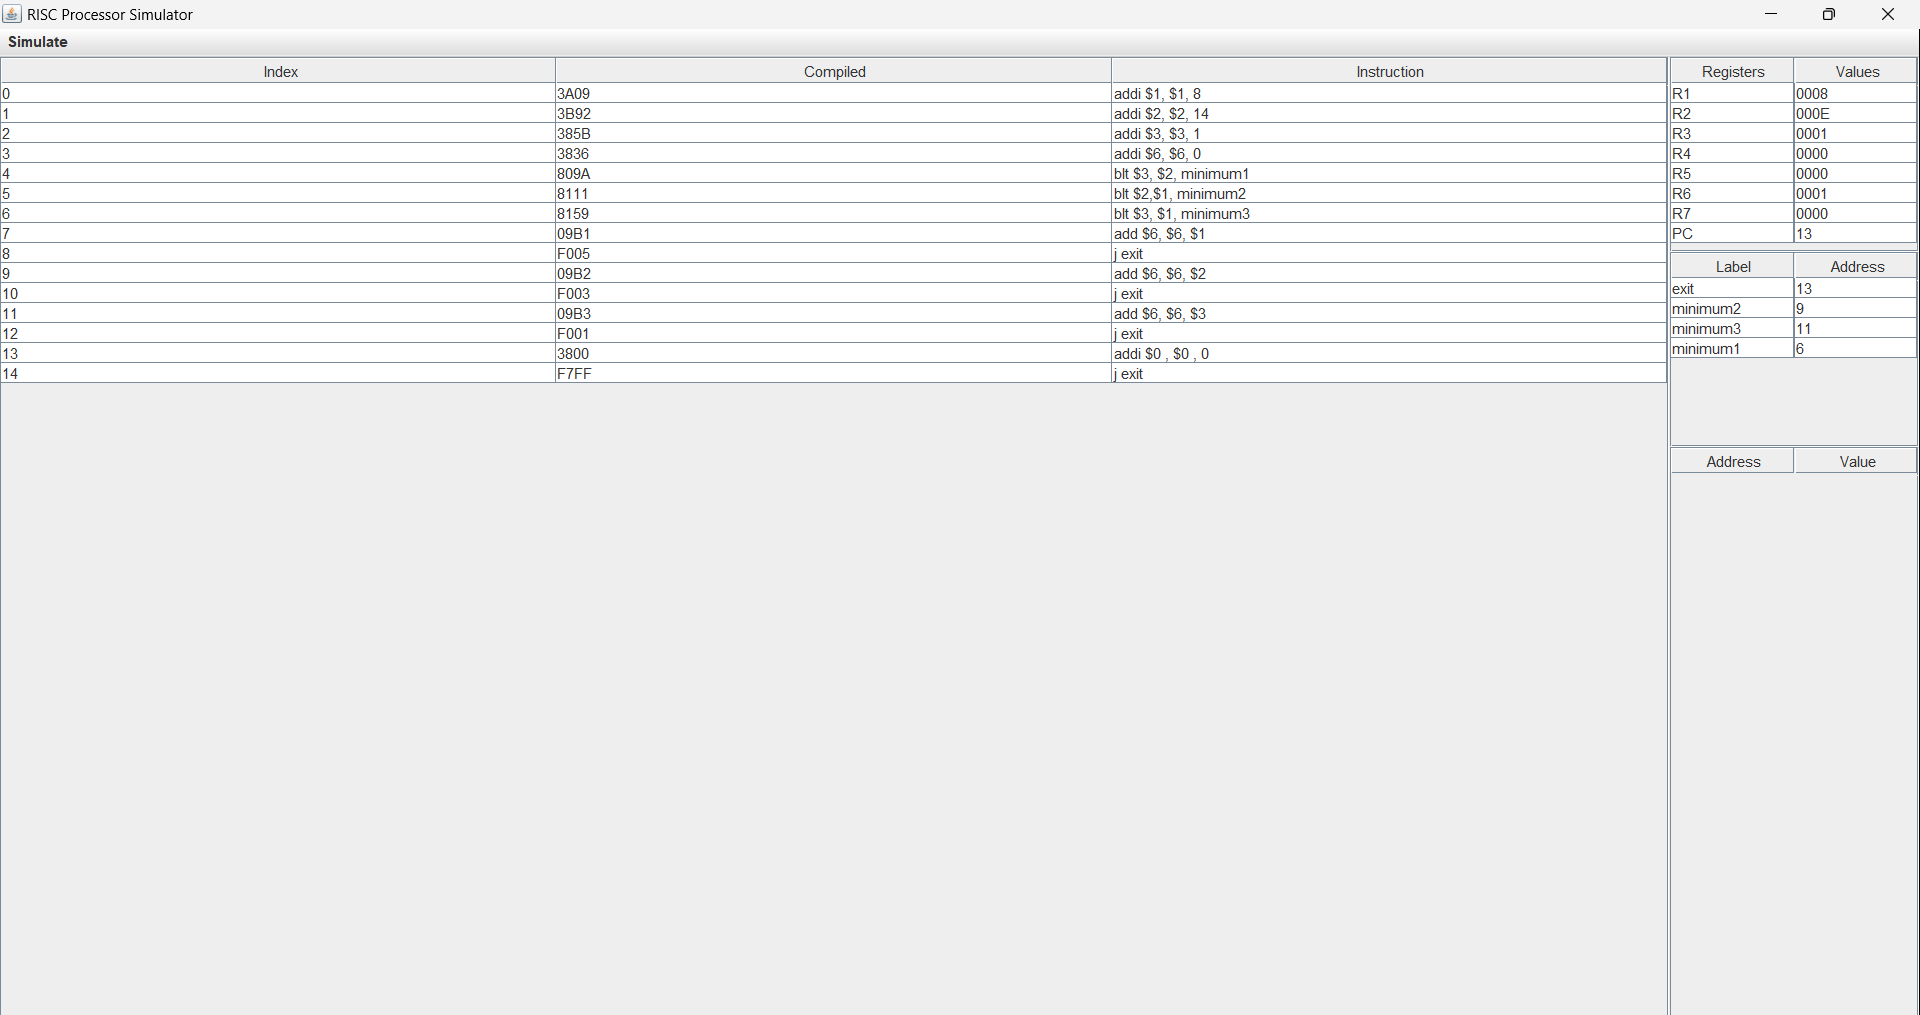 RISC Processor Simulator
Simulate
Index Compiled Instruction
0 3A09 addi $1, $1, 8
1 3B92 addi $2, $2, 14
2 385B addi $3, $3, 1
3 3836 addi $6, $6, 0
4 809A blt $3, $2, minimum1
5 8111 blt $2,$1, minimum2
6 8159 blt $3, $1, minimum3
7 09B1 add $6, $6, $1
8 F005 j exit
9 09B2 add $6, $6, $2
10 F003 j exit
11 09B3 add $6, $6, $3
12 F001 j exit
13 3800 addi $0 , $0 , 0
14 F7FF j exit
Registers Values
R1 0008
R2 000E
R3 0001
R4 0000
R5 0000
R6 0001
R7 0000
PC 13
Label Address
exit 13
minimum2 9
minimum3 11
minimum1 6
Address Value